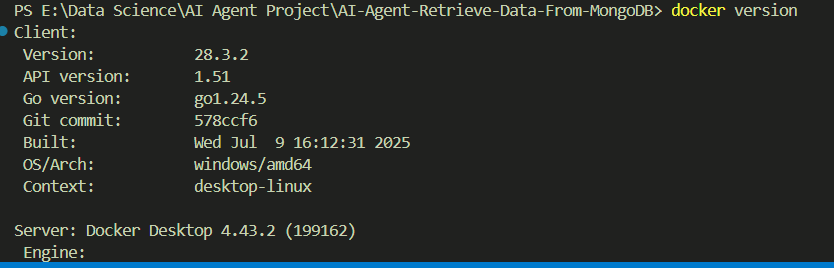 PS E:\Data Science\AI Agent Project\AI-Agent-Retrieve-Data-From-MongoDB> docker version
Client:
 Version:           28.3.2
 API version:       1.51
 Go version:        go1.24.5
 Git commit:        578ccf6
 Built:             Wed Jul  9 16:12:31 2025
 OS/Arch:           windows/amd64
 Context:           desktop-linux

Server: Docker Desktop 4.43.2 (199162)
 Engine: